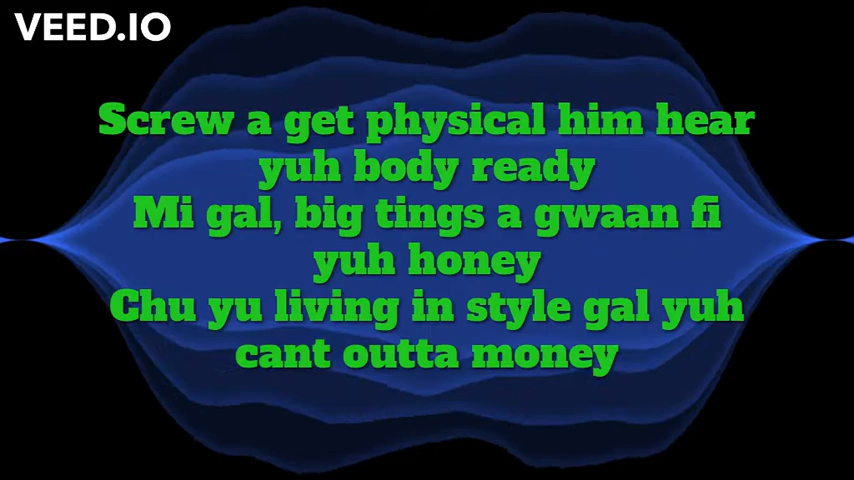 VEED.IO
Screw a get physical him hear
yuh body ready
Mi gal, big tings a gwaan fi
yuh honey
Chu yu living in style gal yuh
cant outta money